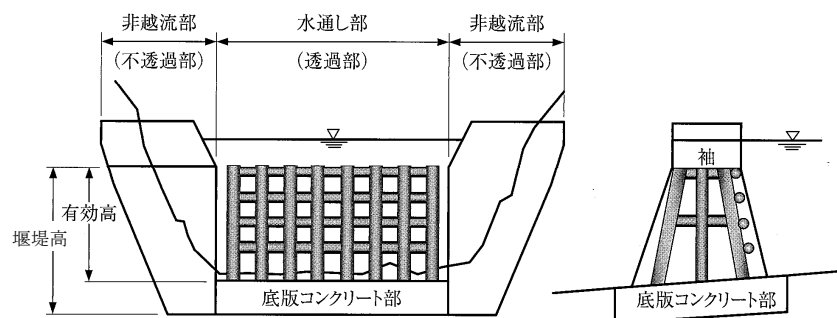 非越流部
(不透過部)
水通し部
(透過部)
非越流部
(不透過部)
有効高
堰堤高
底版コンクリート部
袖
底版コンクリート部